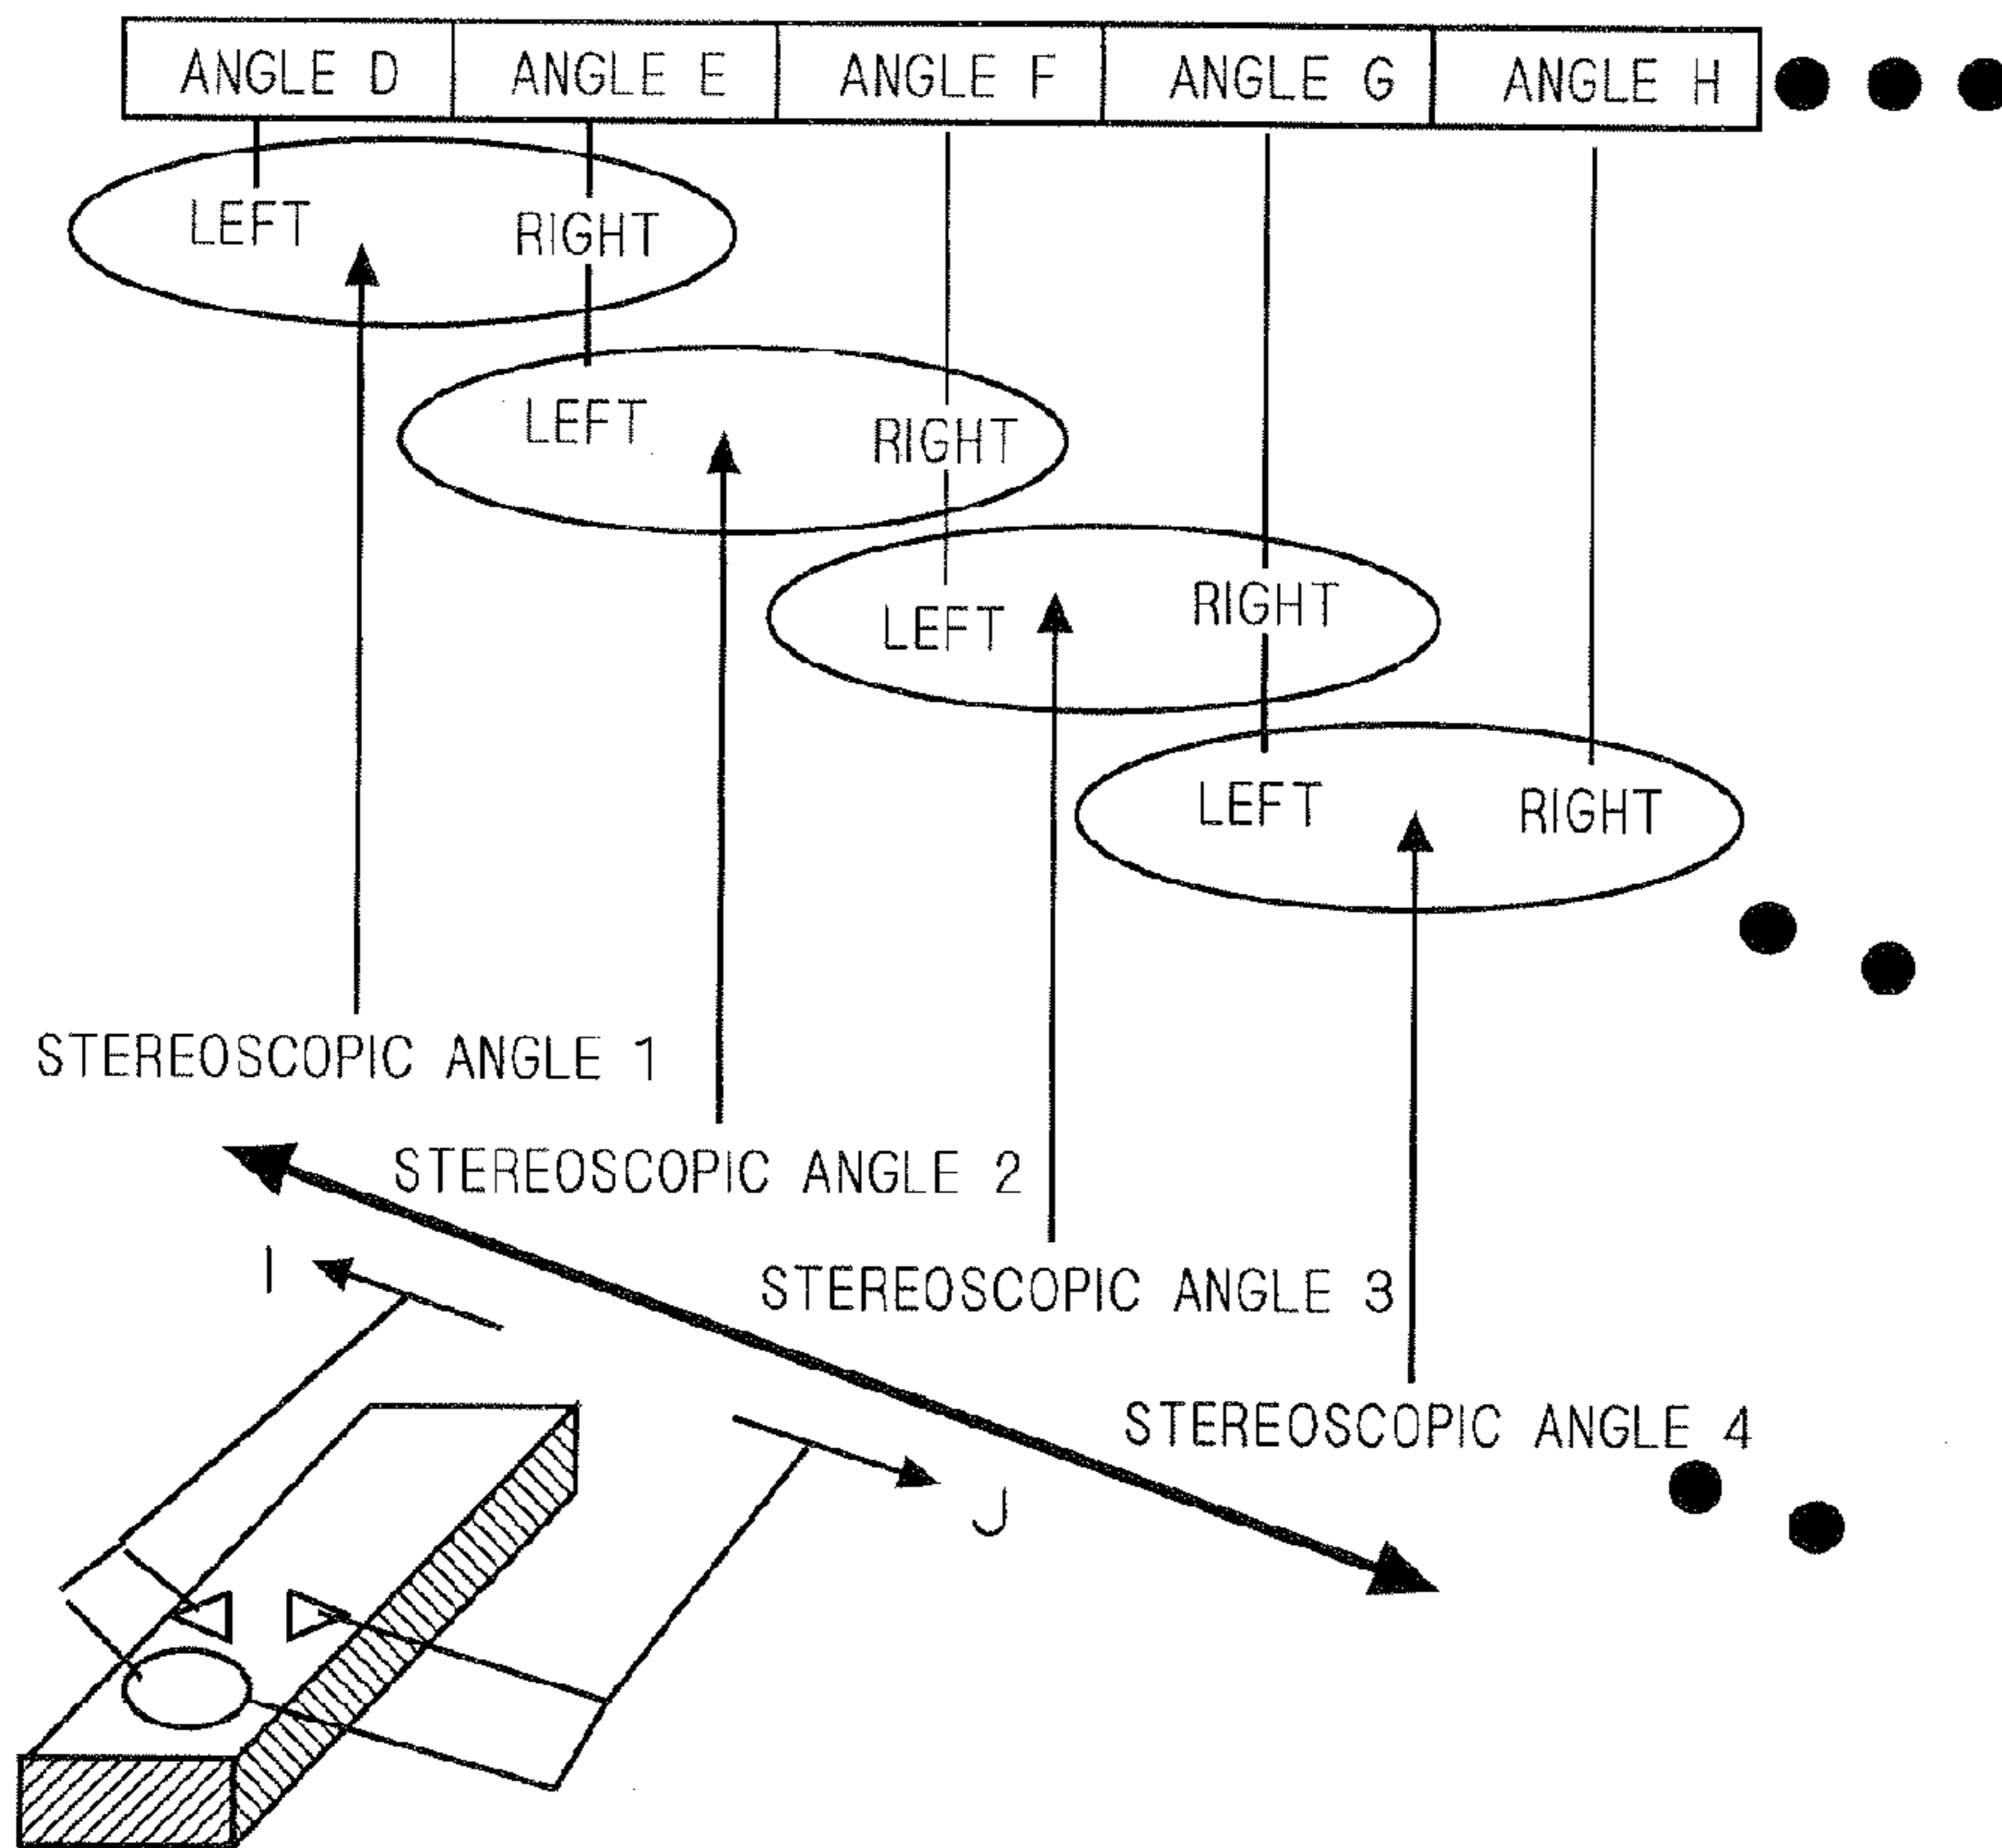 ANGLE D ANGLE E ANGLE F ANGLE G ANGLE H
LEFT RIGHT
LEFT RIGHT
LEFT RIGHT
LEFT RIGHT
STEREOSCOPIC ANGLE 1
STEREOSCOPIC ANGLE 2
I
STEREOSCOPIC ANGLE 3
STEREOSCOPIC ANGLE 4
J